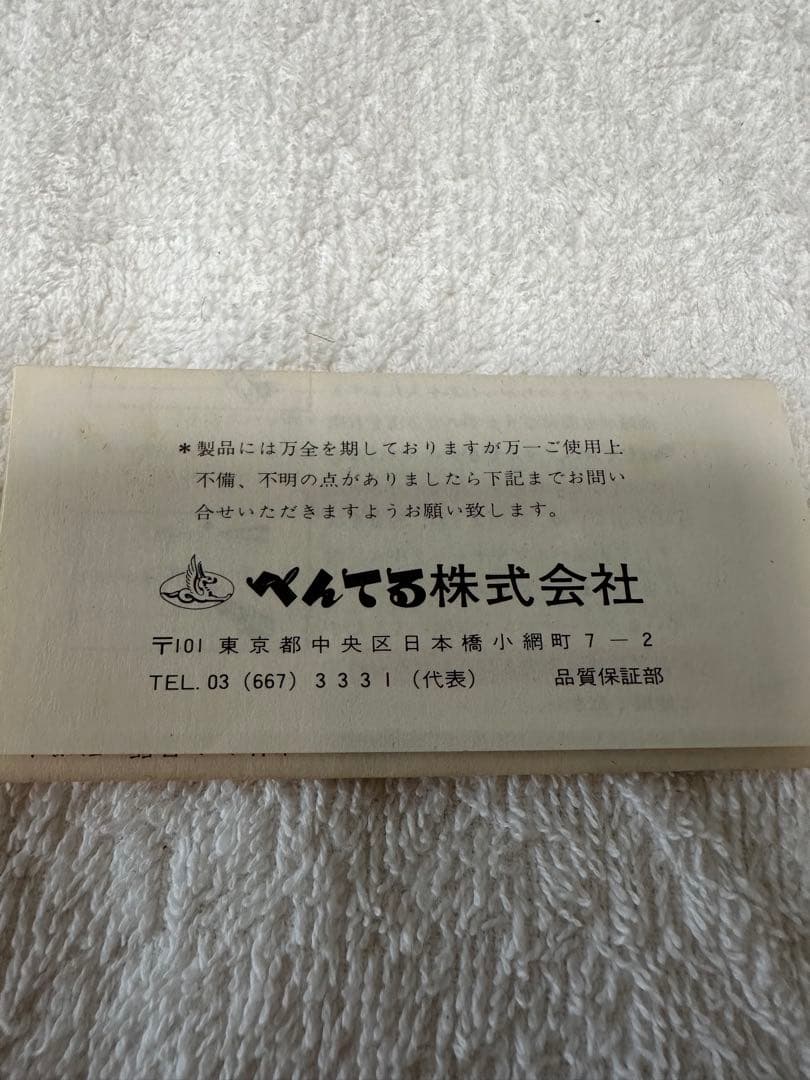 ＊製品には万全を期しておりますが万一ご使用上
不備、不明の点がありましたら下記までお問い
合せいただきますようお願い致します。
ぺんてる株式会社
〒101 東京都中央区日本橋小網町7－2
TEL. 03 (667) 3331 (代表) 品質保証部